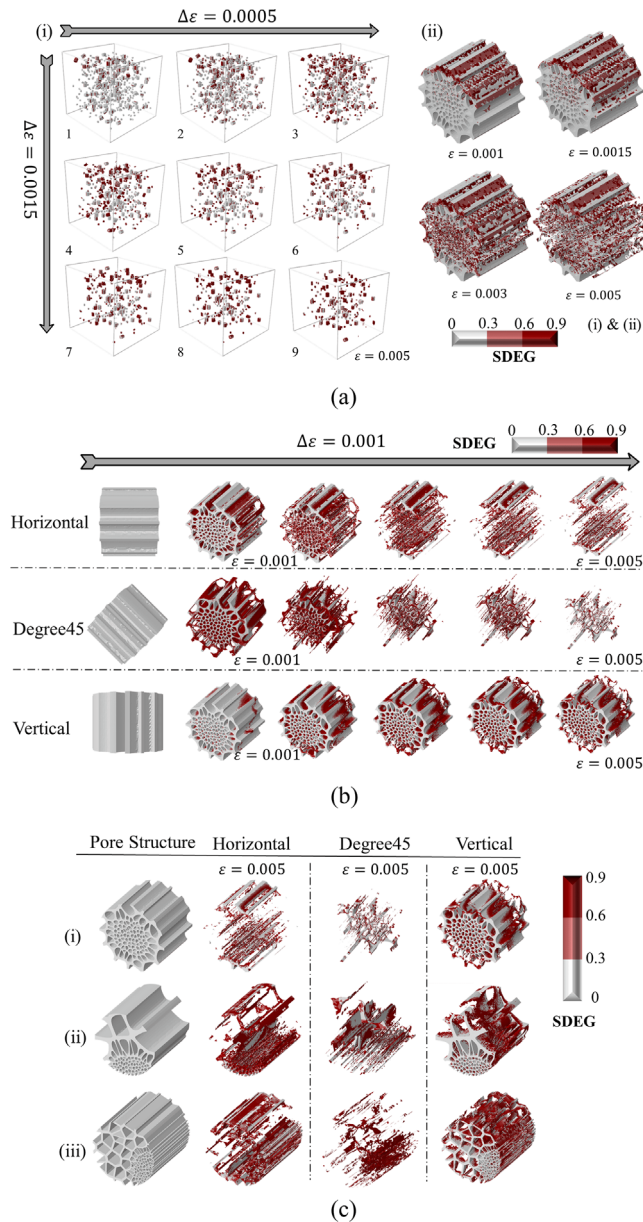 Δε = 0.0005
(i)
(ii)
Δε = 0.0015
1 2 3
4 5 6
7 8 9
ε = 0.005
ε = 0.001 ε = 0.0015
ε = 0.003 ε = 0.005
0 0.3 0.6 0.9
SDEG
(i) & (ii)
(a)
0 0.3 0.6 0.9
SDEG
Δε = 0.001
Horizontal
ε = 0.001 ε = 0.005
Degree45
ε = 0.001 ε = 0.005
Vertical
ε = 0.001 ε = 0.005
(b)
Pore Structure Horizontal Degree45 Vertical
ε = 0.005 ε = 0.005 ε = 0.005
(i)
(ii)
(iii)
0.9
0.6
0.3
0
SDEG
(c)